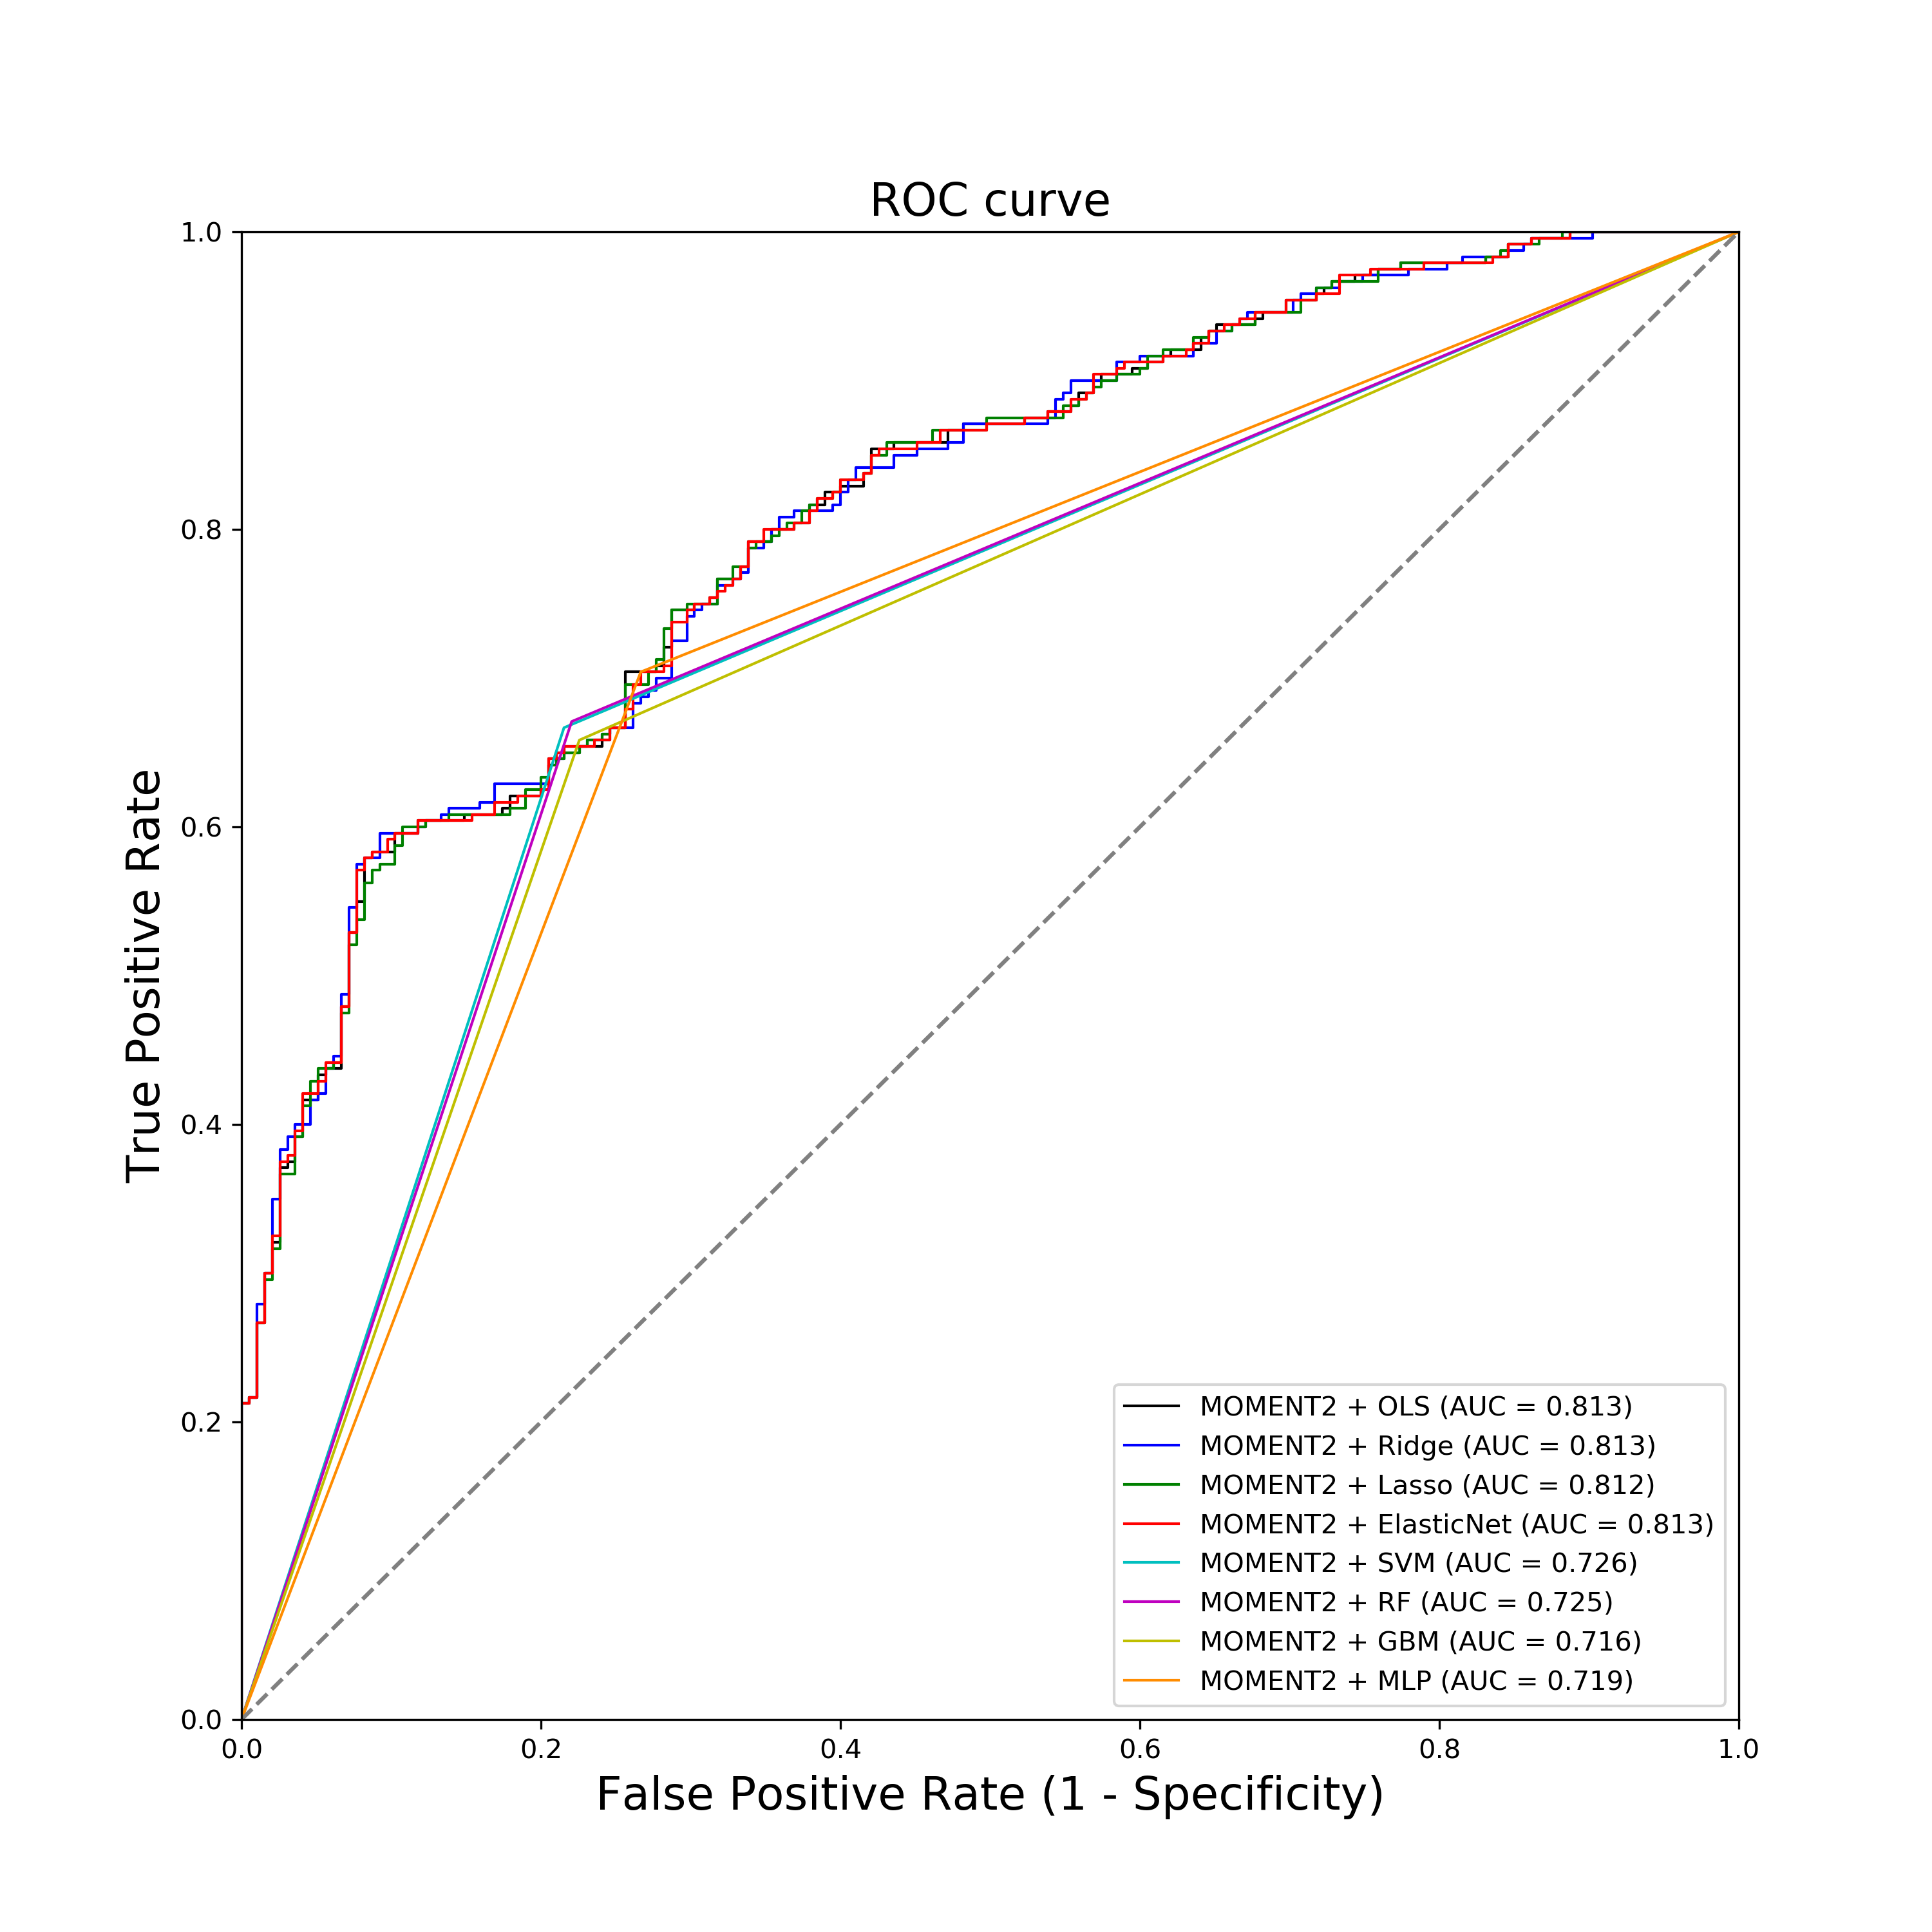 ROC curve
1.0
0.8
0.6
0.4
0.2
0.0
True Positive Rate
0.0 0.2 0.4 0.6 0.8 1.0
False Positive Rate (1 - Specificity)
MOMENT2 + OLS (AUC = 0.813)
MOMENT2 + Ridge (AUC = 0.813)
MOMENT2 + Lasso (AUC = 0.812)
MOMENT2 + ElasticNet (AUC = 0.813)
MOMENT2 + SVM (AUC = 0.726)
MOMENT2 + RF (AUC = 0.725)
MOMENT2 + GBM (AUC = 0.716)
MOMENT2 + MLP (AUC = 0.719)